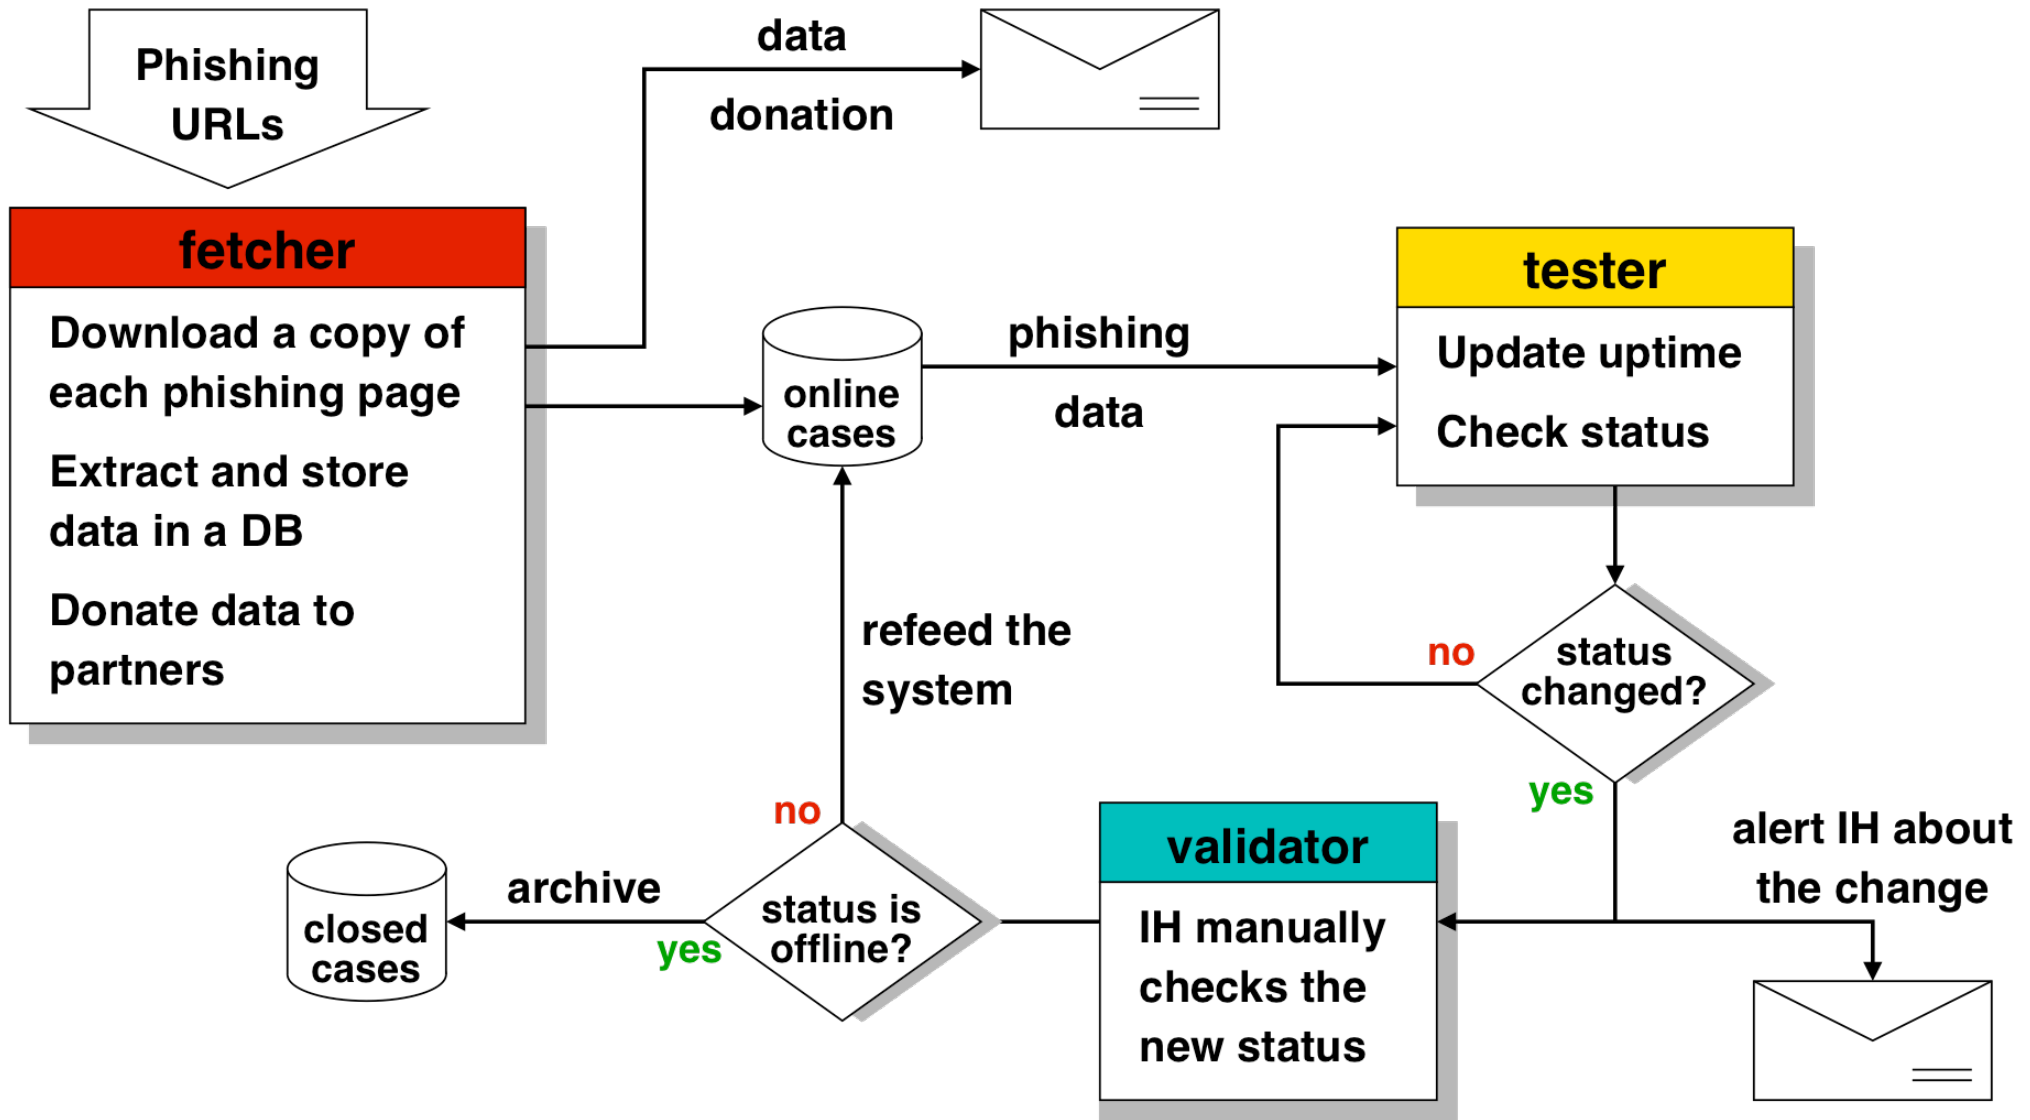 Phishing
URLs
data
donation
fetcher
Download a copy of
each phishing page
Extract and store
data in a DB
Donate data to
partners
online
cases
phishing
data
tester
Update uptime
Check status
status
changed?
no
yes
refeed the
system
alert IH about
the change
validator
IH manually
checks the
new status
status is
offline?
no
yes
archive
closed
cases